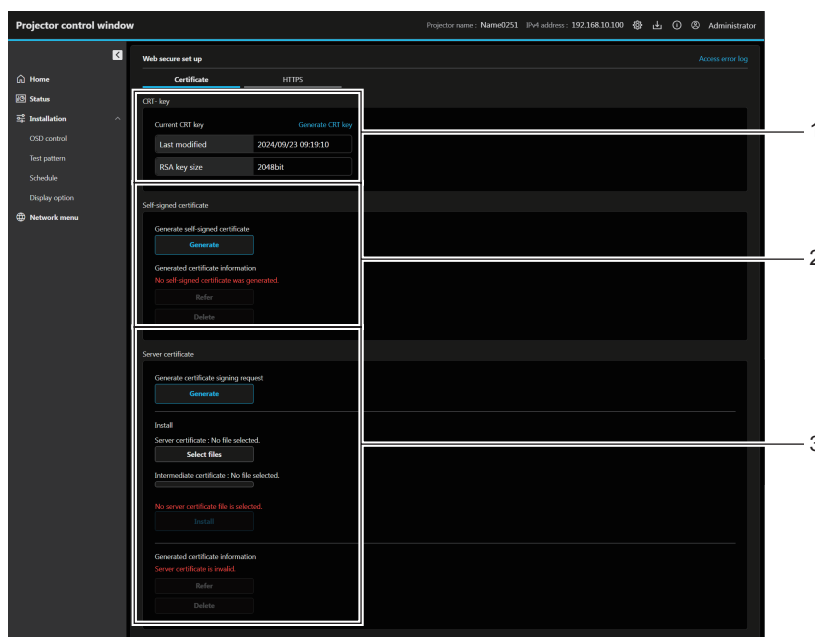 Projector control window
Projector name : Name0251 IPv4 address : 192.168.10.100 Administrator
Home
Status
Installation
OSD control
Test pattern
Schedule
Display option
Network menu
Web secure set up Access error log
Certificate HTTPS
CRT- key
Current CRT key Generate CRT key
Last modified 2024/09/23 09:19:10
RSA key size 2048bit
1
Self-signed certificate
Generate self-signed certificate
Generate
2
Generated certificate information
No self-signed certificate was generated.
Refer
Delete
Server certificate
Generate certificate signing request
Generate
Install
Server certificate : No file selected.
3
Select files
Intermediate certificate : No file selected.
No server certificate file is selected.
Install
Generated certificate information
Server certificate is invalid.
Refer
Delete